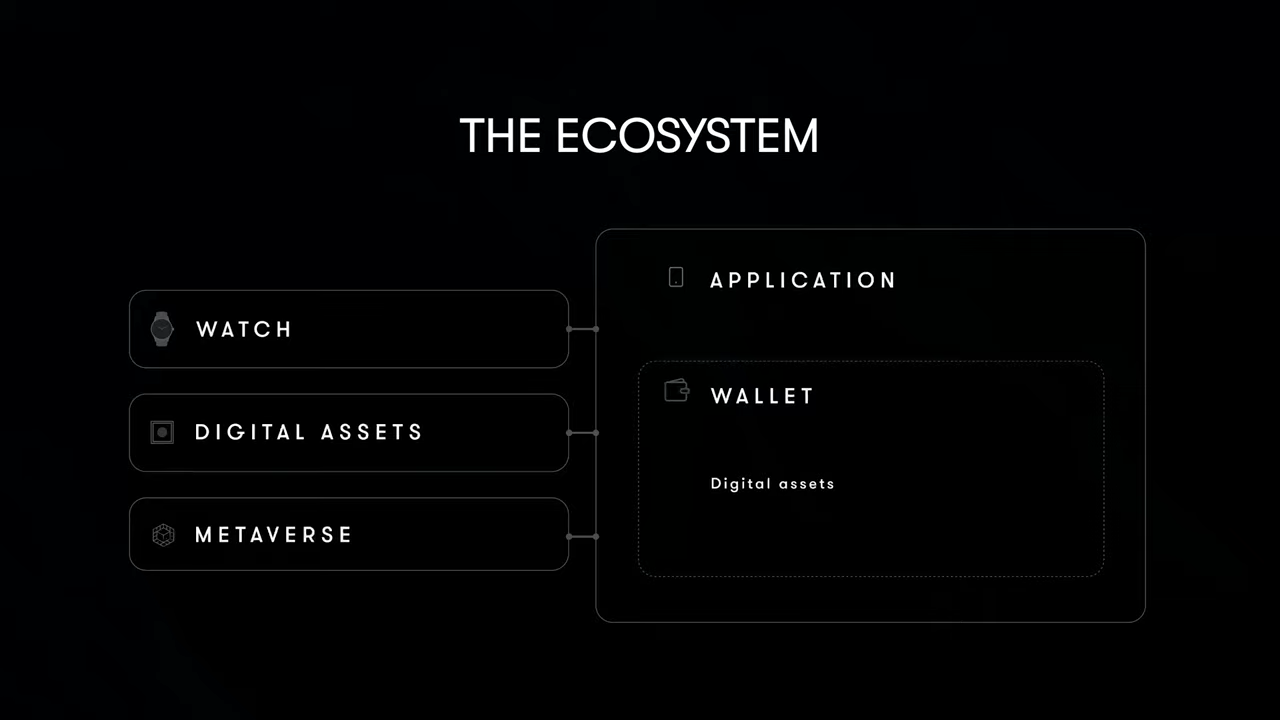 THE ECOSYSTEM
WATCH
DIGITAL ASSETS
METAVERSE
APPLICATION
WALLET
Digital assets